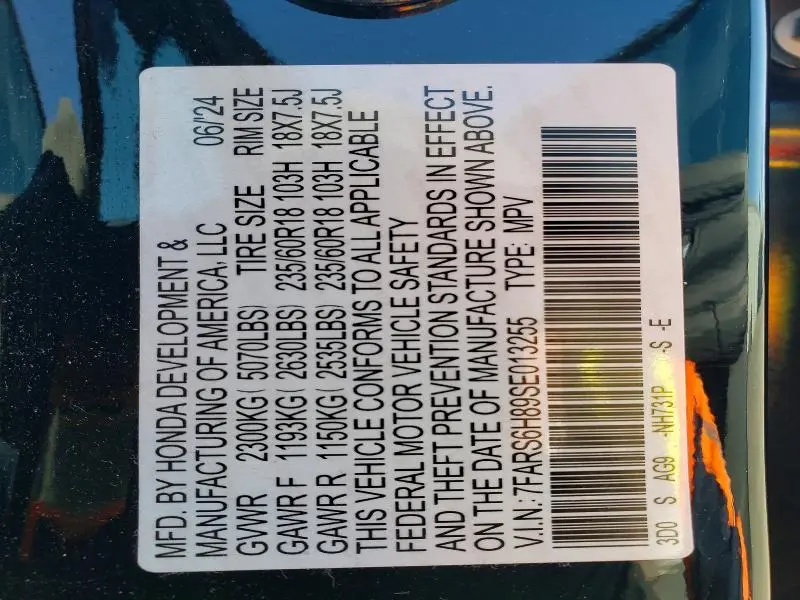 MFD. BY HONDA DEVELOPMENT &
MANUFACTURING OF AMERICA, LLC 06/'24
GVWR 2300KG( 5070LBS) TIRE SIZE RIM SIZE
GAWR F 1193KG( 2630LBS) 235/60R18 103H 18X7.5J
GAWR R 1150KG( 2535LBS) 235/60R18 103H 18X7.5J
THIS VEHICLE CONFORMS TO ALL APPLICABLE
FEDERAL MOTOR VEHICLE SAFETY
AND THEFT PREVENTION STANDARDS IN EFFECT
ON THE DATE OF MANUFACTURE SHOWN ABOVE.
V.I.N.: 7FARS6H89SE013255 TYPE: MPV
3D0 S AG9 -NH731P -S -E